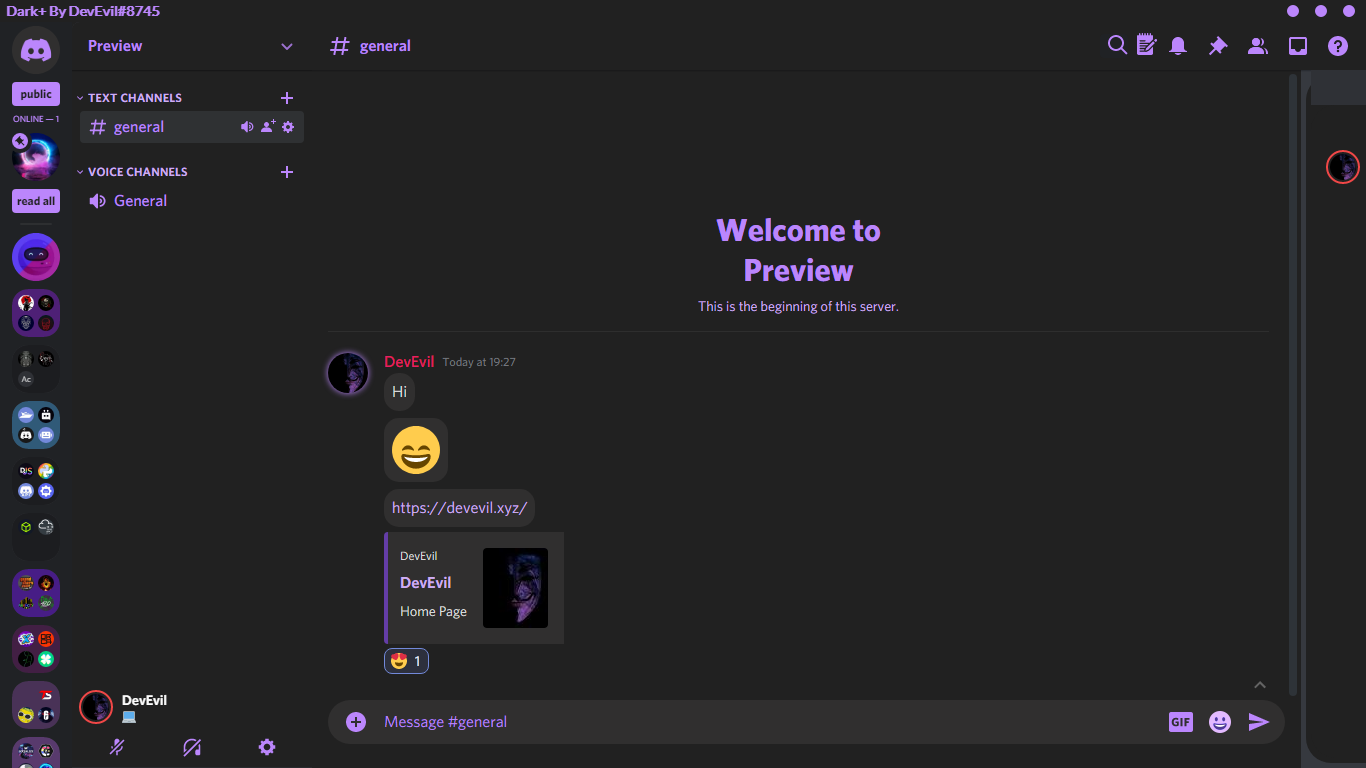 Dark+ By DevEvil#8745
Preview
general
public
ONLINE — 1
read all
TEXT CHANNELS
general
VOICE CHANNELS
General
Ac
DJS
Welcome to
Preview
This is the beginning of this server.
DevEvil Today at 19:27
Hi
https://devevil.xyz/
DevEvil
DevEvil
Home Page
1
DevEvil
Message #general
GIF